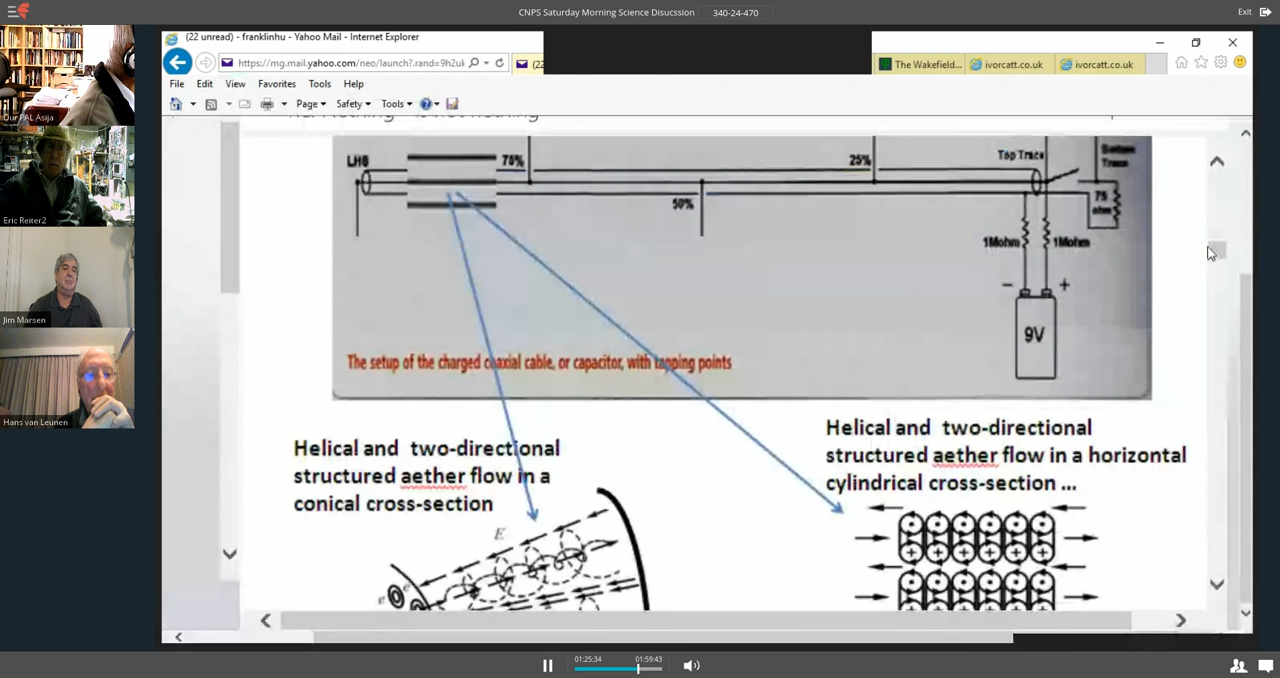 CNPS Saturday Morning Science Disucssion 340-24-470 Exit
(22 unread) - franklinhu - Yahoo Mail - Internet Explorer
https://mg.mail.yahoo.com/neo/launch?.rand=9h2uk
(22
The Wakefield...
ivorcatt.co.uk
ivorcatt.co.uk
File Edit View Favorites Tools Help
Page Safety Tools
Our PAL Asija
Eric Reiter2
Jim Marsen
Hans van Leunen
LHS 75% 25% Top Trace Bottom
Trace
75
ohm
50%
1Mohm 1Mohm
- +
9V
The setup of the charged coaxial cable, or capacitor, with tapping points
Helical and two-directional
structured aether flow in a
conical cross-section
Helical and two-directional
structured aether flow in a horizontal
cylindrical cross-section ...
E
01:25:34 01:59:43